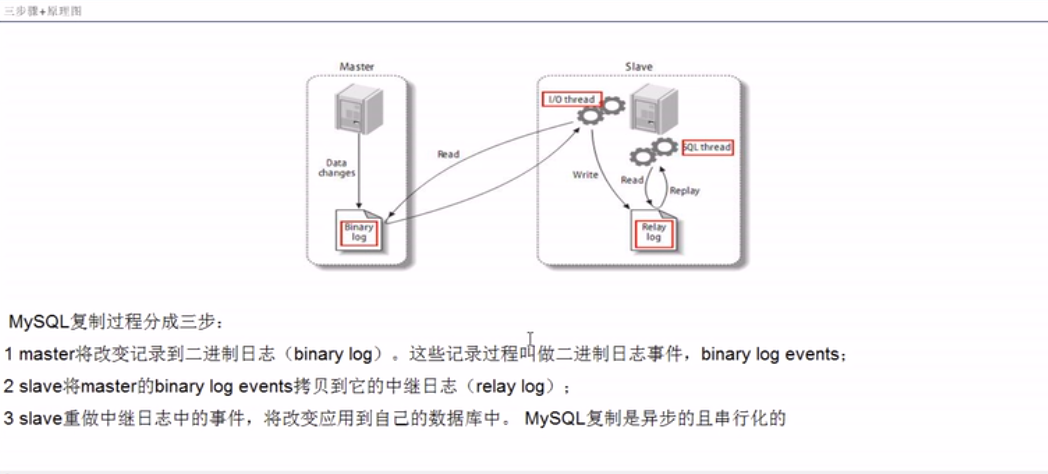 三步骤+原理图
Master
Slave
I/O thread
SQL thread
Data
changes
Read
Write
Read
Replay
Binary
log
Relay
log
MySQL复制过程分成三步：
1 master将改变记录到二进制日志（binary log）。这些记录过程叫做二进制日志事件，binary log events；
2 slave将master的binary log events拷贝到它的中继日志（relay log）；
3 slave重做中继日志中的事件，将改变应用到自己的数据库中。 MySQL复制是异步的且串行化的